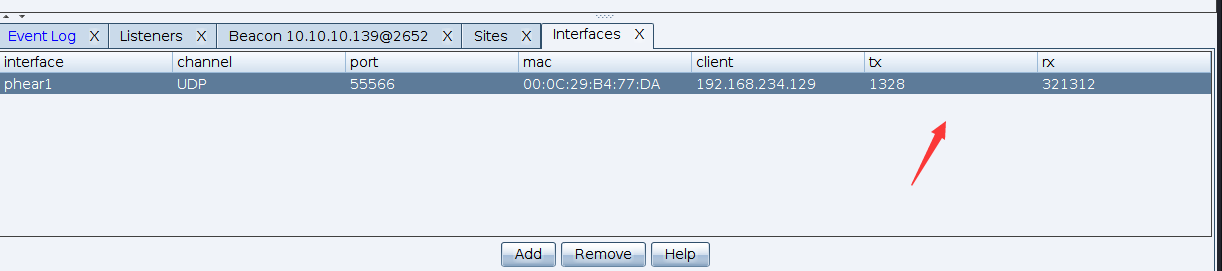 Event Log X Listeners X Beacon 10.10.10.139@2652 X Sites X Interfaces X
interface channel port mac client tx rx
phear1 UDP 55566 00:0C:29:B4:77:DA 192.168.234.129 1328 321312
Add Remove Help